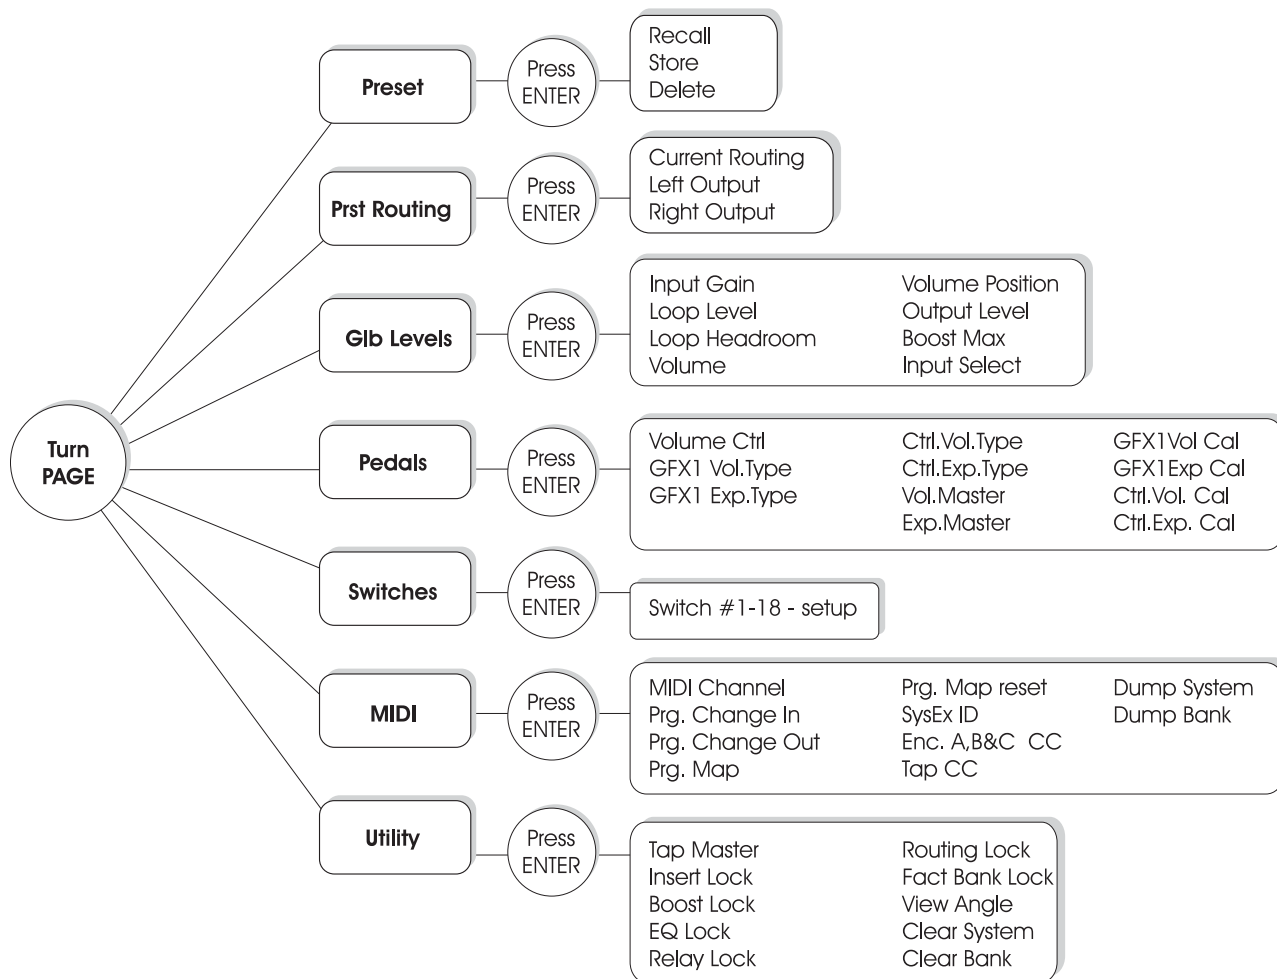 Turn
PAGE
Preset
Press
ENTER
Recall
Store
Delete
Prst Routing
Press
ENTER
Current Routing
Left Output
Right Output
Glb Levels
Press
ENTER
Input Gain
Loop Level
Loop Headroom
Volume
Volume Position
Output Level
Boost Max
Input Select
Pedals
Press
ENTER
Volume Ctrl
GFX1 Vol.Type
GFX1 Exp.Type
Ctrl.Vol.Type
Ctrl.Exp.Type
Vol.Master
Exp.Master
GFX1Vol Cal
GFX1Exp Cal
Ctrl.Vol. Cal
Ctrl.Exp. Cal
Switches
Press
ENTER
Switch #1-18 - setup
MIDI
Press
ENTER
MIDI Channel
Prg. Change In
Prg. Change Out
Prg. Map
Prg. Map reset
SysEx ID
Enc. A,B&C CC
Tap CC
Dump System
Dump Bank
Utility
Press
ENTER
Tap Master
Insert Lock
Boost Lock
EQ Lock
Relay Lock
Routing Lock
Fact Bank Lock
View Angle
Clear System
Clear Bank